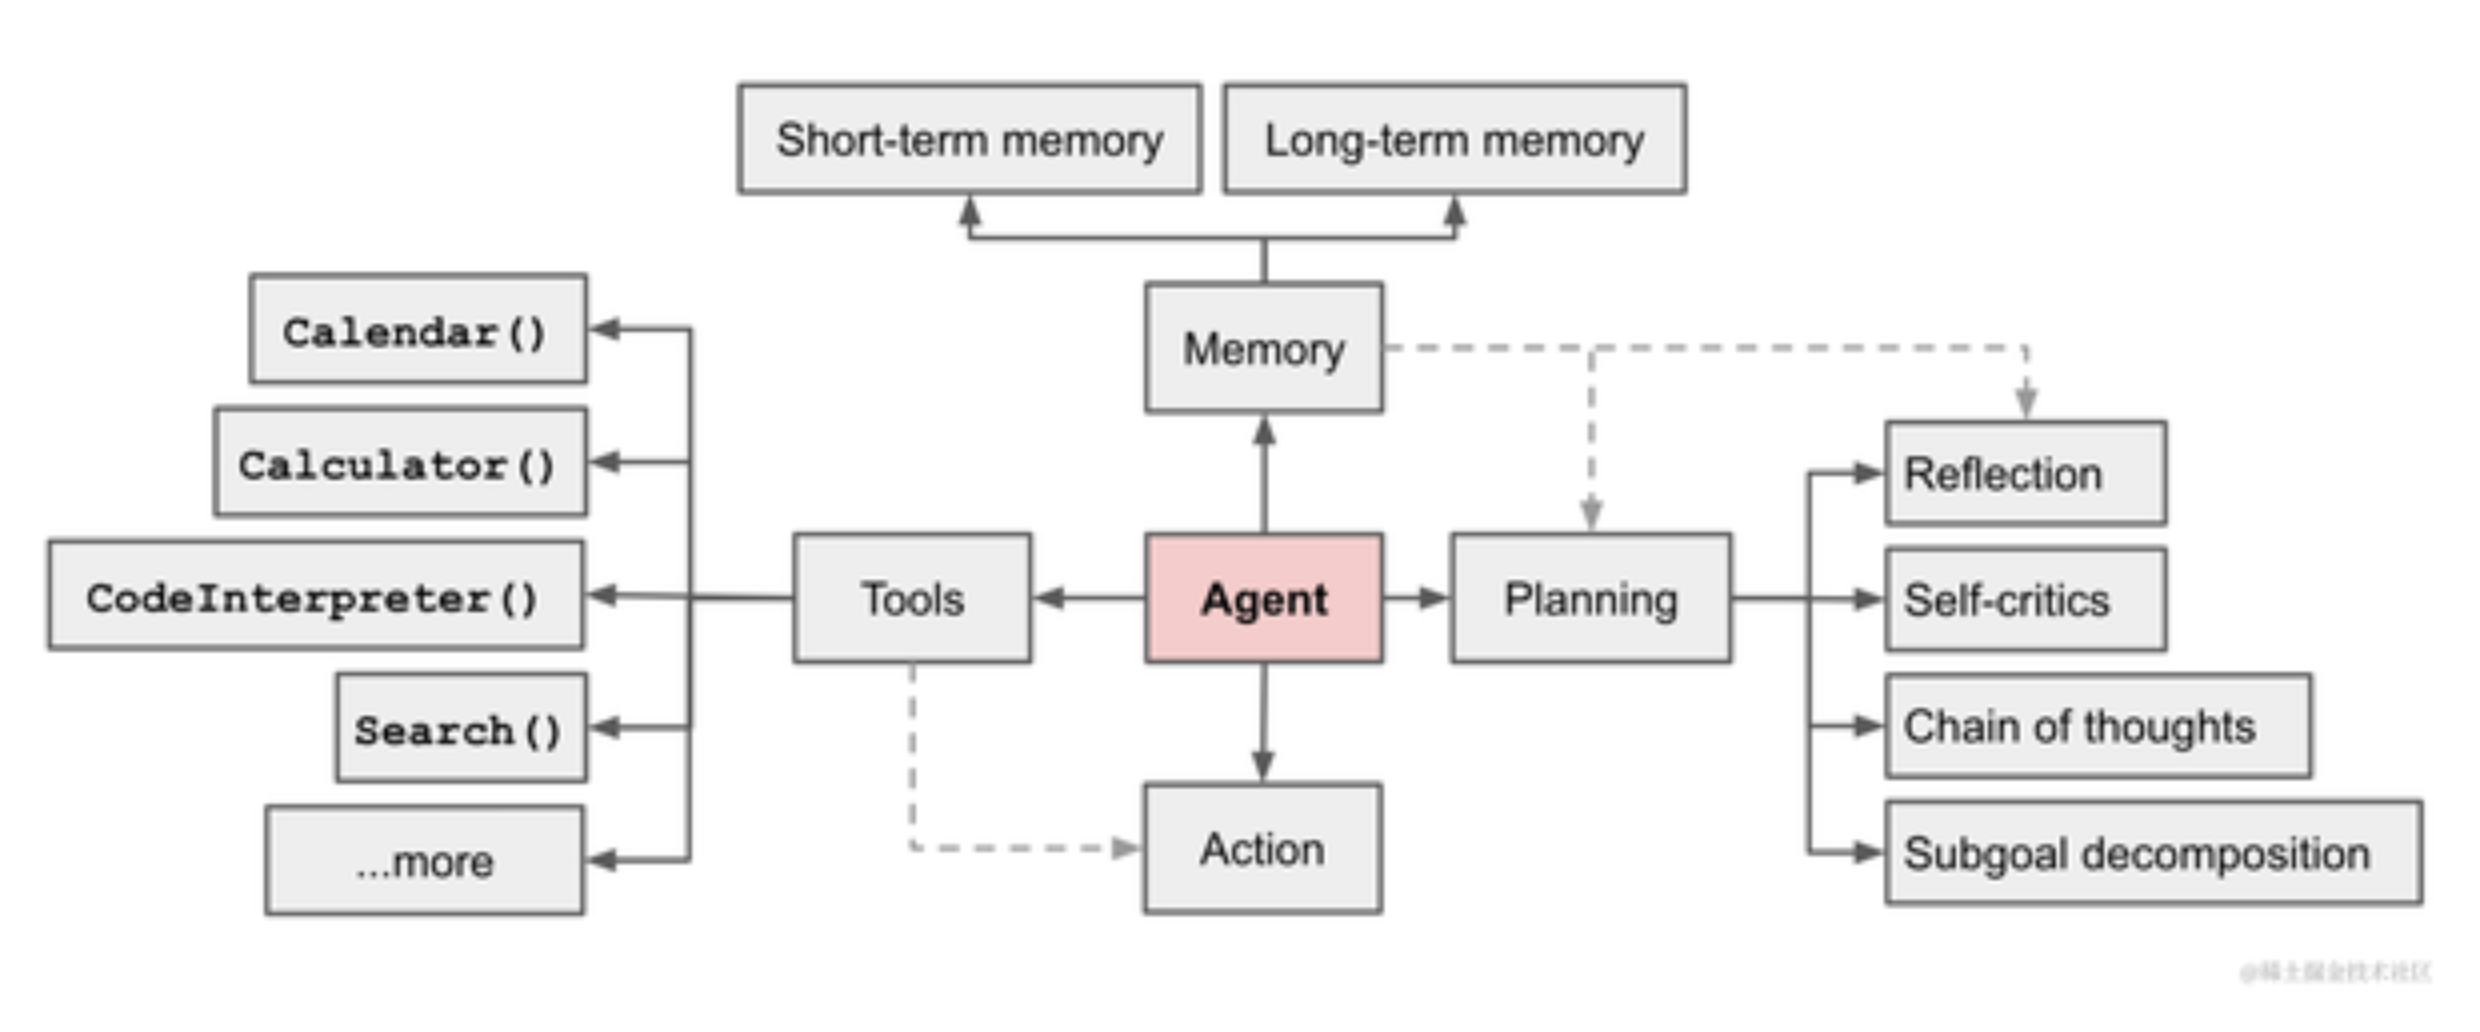 Short-term memory
Long-term memory
Calendar()
Memory
Calculator()
Reflection
CodeInterpreter()
Tools
Agent
Planning
Self-critics
Search()
Chain of thoughts
...more
Action
Subgoal decomposition
@稀土掘金技术社区